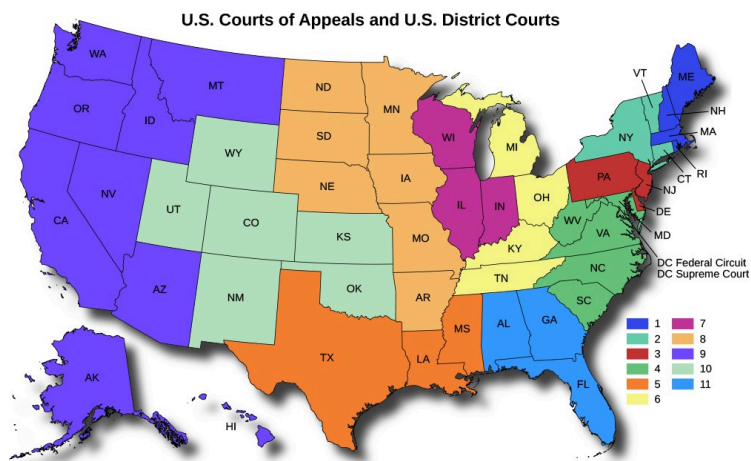 U.S. Courts of Appeals and U.S. District Courts
WA
MT
ND
MN
VT
ME
OR
ID
SD
WI
MI
NY
NH
MA
WY
IA
PA
RI
CT
NV
NE
NJ
CA
UT
CO
IL
IN
OH
DE
WV
VA
MD
KS
MO
KY
DC Federal Circuit
DC Supreme Court
AZ
NM
OK
AR
TN
NC
SC
TX
LA
MS
AL
GA
FL
AK
HI
1
2
3
4
5
6
7
8
9
10
11